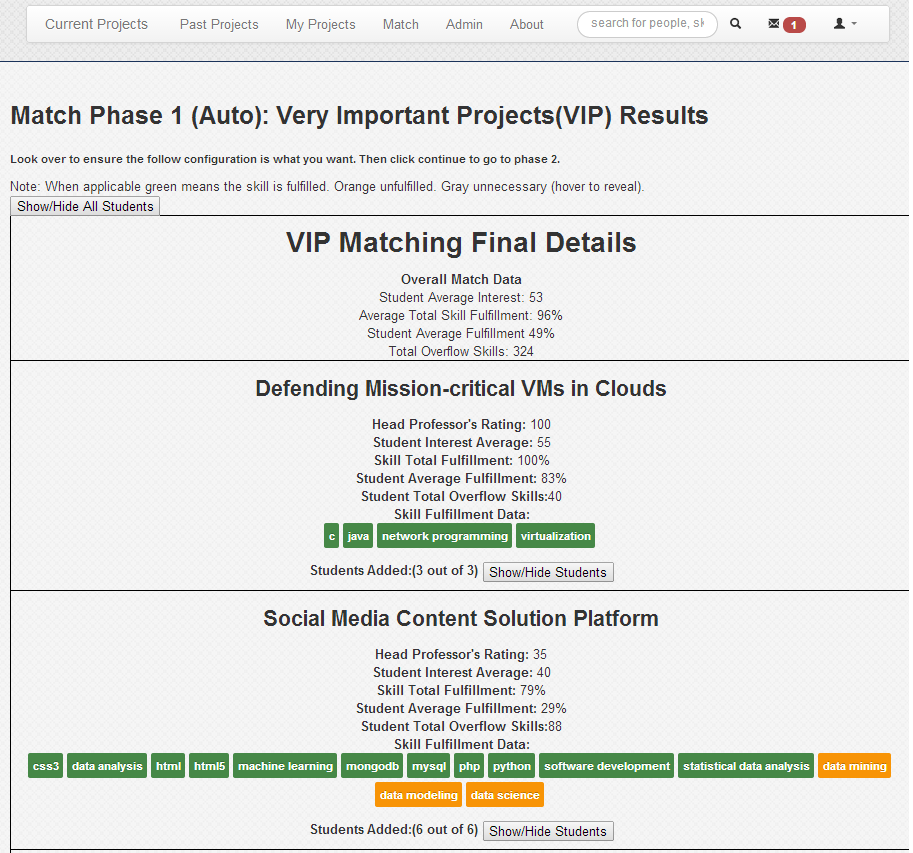 Current Projects Past Projects My Projects Match Admin About search for people, sk 1
Match Phase 1 (Auto): Very Important Projects(VIP) Results
Look over to ensure the follow configuration is what you want. Then click continue to go to phase 2.
Note: When applicable green means the skill is fulfilled. Orange unfulfilled. Gray unnecessary (hover to reveal).
Show/Hide All Students
VIP Matching Final Details
Overall Match Data
Student Average Interest: 53
Average Total Skill Fulfillment: 96%
Student Average Fulfillment 49%
Total Overflow Skills: 324
Defending Mission-critical VMs in Clouds
Head Professor's Rating: 100
Student Interest Average: 55
Skill Total Fulfillment: 100%
Student Average Fulfillment: 83%
Student Total Overflow Skills:40
Skill Fulfillment Data:
c java network programming virtualization
Students Added:(3 out of 3) Show/Hide Students
Social Media Content Solution Platform
Head Professor's Rating: 35
Student Interest Average: 40
Skill Total Fulfillment: 79%
Student Average Fulfillment: 29%
Student Total Overflow Skills:88
Skill Fulfillment Data:
css3 data analysis html html5 machine learning mongodb mysql php python software development statistical data analysis data mining
data modeling data science
Students Added:(6 out of 6) Show/Hide Students